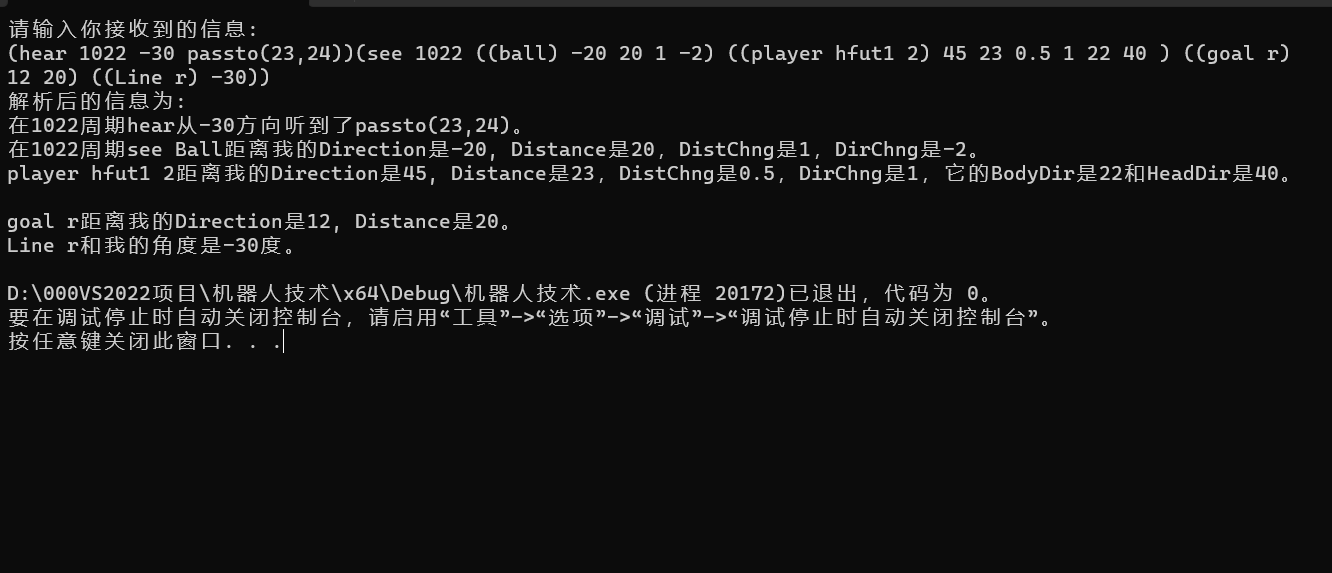 请输入你接收到的信息:
(hear 1022 -30 passto(23,24))(see 1022 ((ball) -20 20 1 -2) ((player hfut1 2) 45 23 0.5 1 22 40 ) ((goal r)
12 20) ((Line r) -30))
解析后的信息为:
在1022周期hear从-30方向听到了passto(23,24)。
在1022周期see Ball距离我的Direction是-20, Distance是20, DistChng是1, DirChng是-2。
player hfut1 2距离我的Direction是45, Distance是23, DistChng是0.5, DirChng是1, 它的BodyDir是22和HeadDir是40。
goal r距离我的Direction是12, Distance是20。
Line r和我的角度是-30度。
D:\000VS2022项目\机器人技术\x64\Debug\机器人技术.exe (进程 20172)已退出，代码为 0。
要在调试停止时自动关闭控制台，请启用“工具”->“选项”->“调试”->“调试停止时自动关闭控制台”。
按任意键关闭此窗口. . .